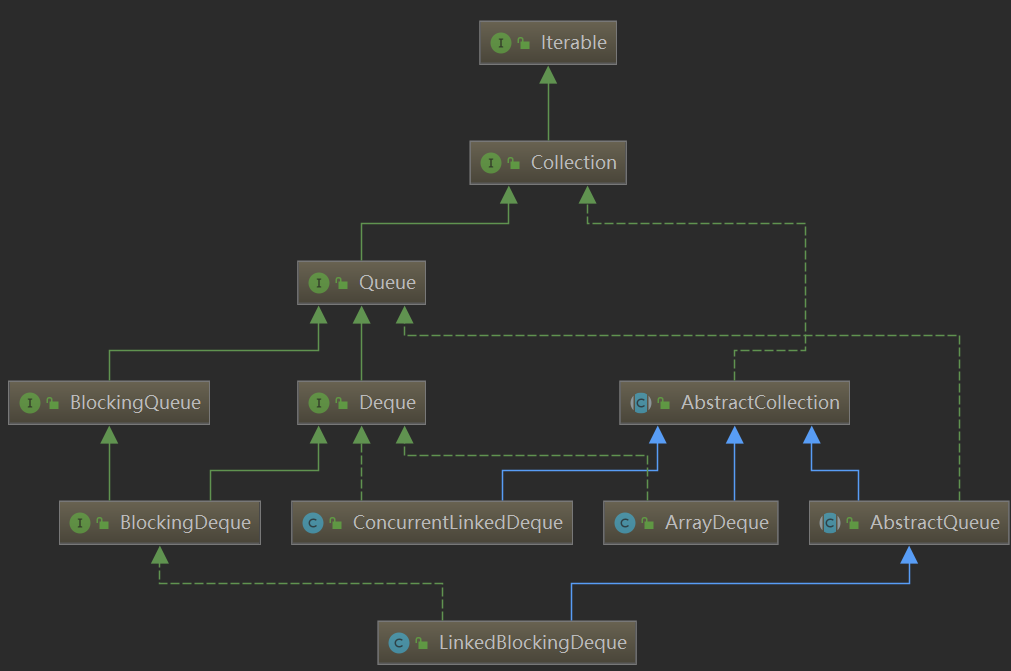 I Iterable
I Collection
I Queue
I BlockingQueue
I Deque
C AbstractCollection
I BlockingDeque
C ConcurrentLinkedDeque
C ArrayDeque
C AbstractQueue
C LinkedBlockingDeque